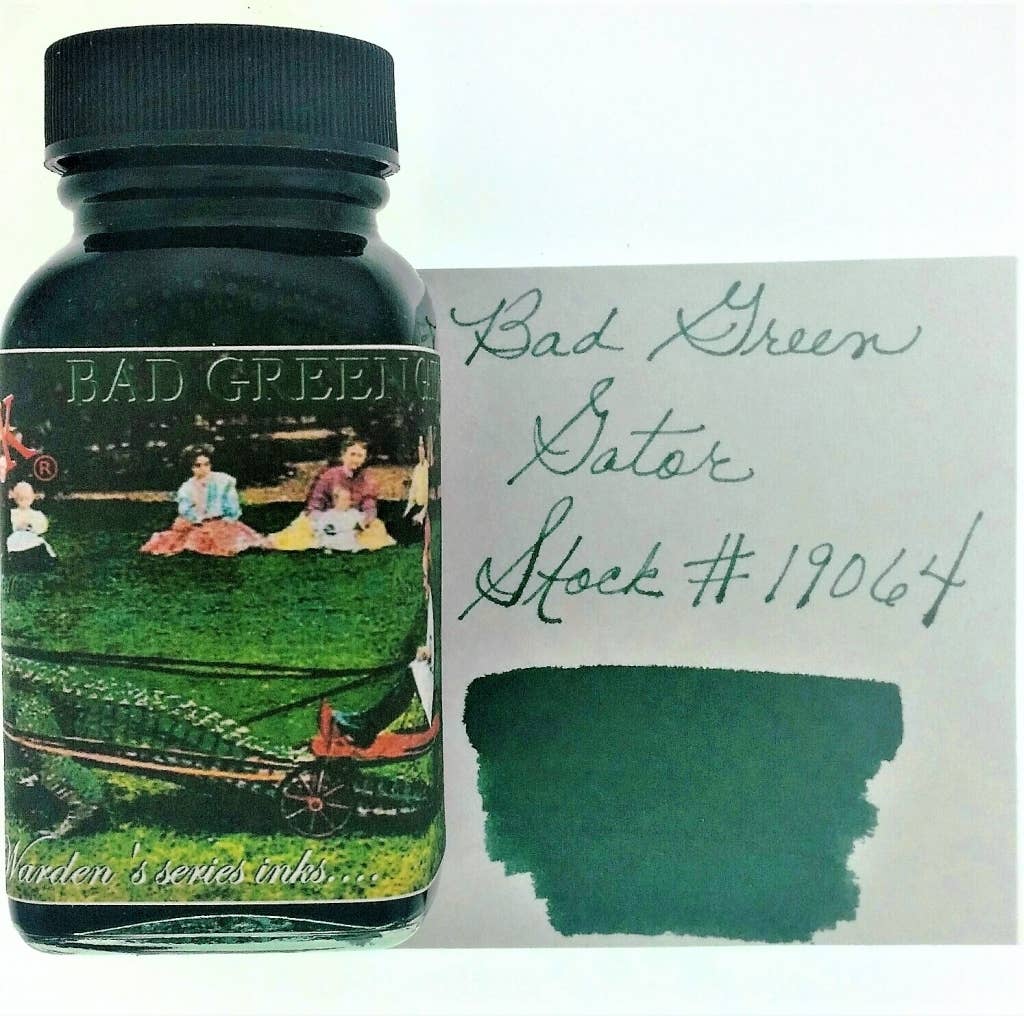 BAD GREEN G
K ®
Warden's series inks....
Bad Green
Gator
Stock # 19064